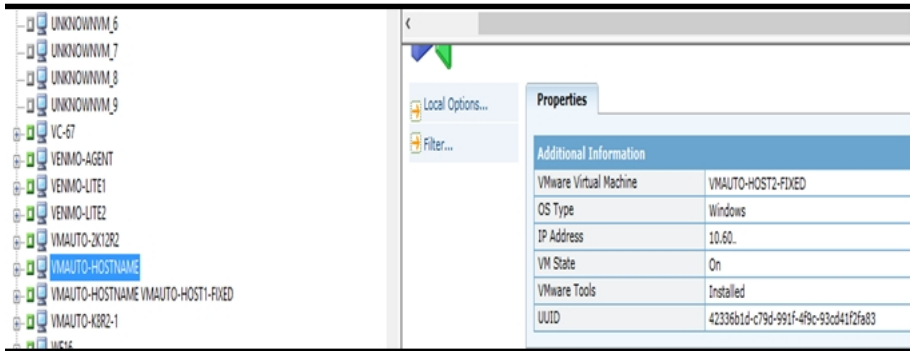 UNKNOWNVM_6
UNKNOWNVM_7
UNKNOWNVM_8
UNKNOWNVM_9
VC-67
VENMO-AGENT
VENMO-LITE1
VENMO-LITE2
VMAUTO-2K12R2
VMAUTO-HOSTNAME
VMAUTO-HOSTNAME VMAUTO-HOST1-FIXED
VMAUTO-K8R2-1
Local Options...
Filter...
Properties
Additional Information
VMware Virtual Machine VMAUTO-HOST2-FIXED
OS Type Windows
IP Address 10.60..
VM State On
VMware Tools Installed
UUID 42336b1d-c79d-991f-4f9c-93cd41f2fa83